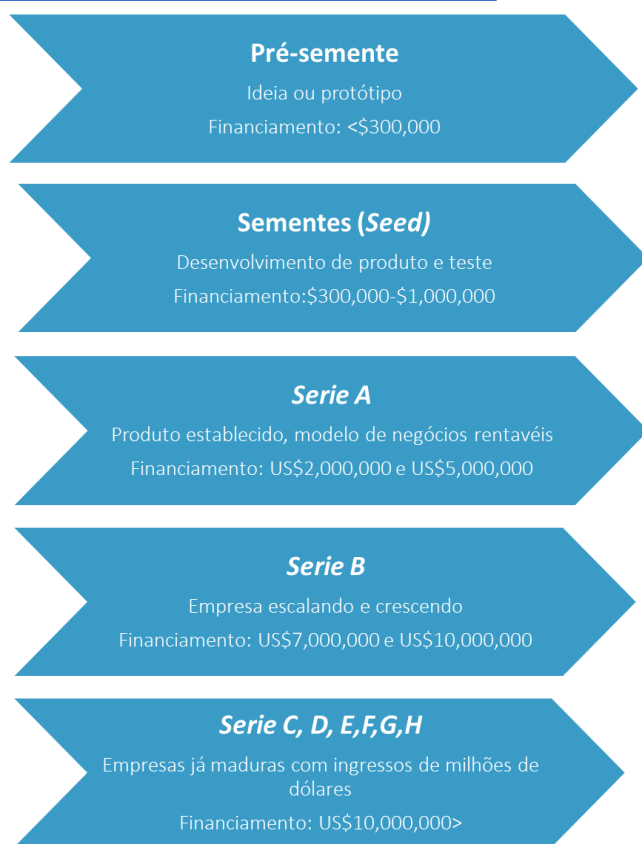 Pré-semente
Ideia ou protótipo
Financiamento: <$300,000
Sementes (Seed)
Desenvolvimento de produto e teste
Financiamento:$300,000-$1,000,000
Serie A
Produto establecido, modelo de negócios rentavéis
Financiamento: US$2,000,000 e US$5,000,000
Serie B
Empresa escalando e crescendo
Financiamento: US$7,000,000 e US$10,000,000
Serie C, D, E,F,G,H
Empresas já maduras com ingressos de milhões de
dólares
Financiamento: US$10,000,000>